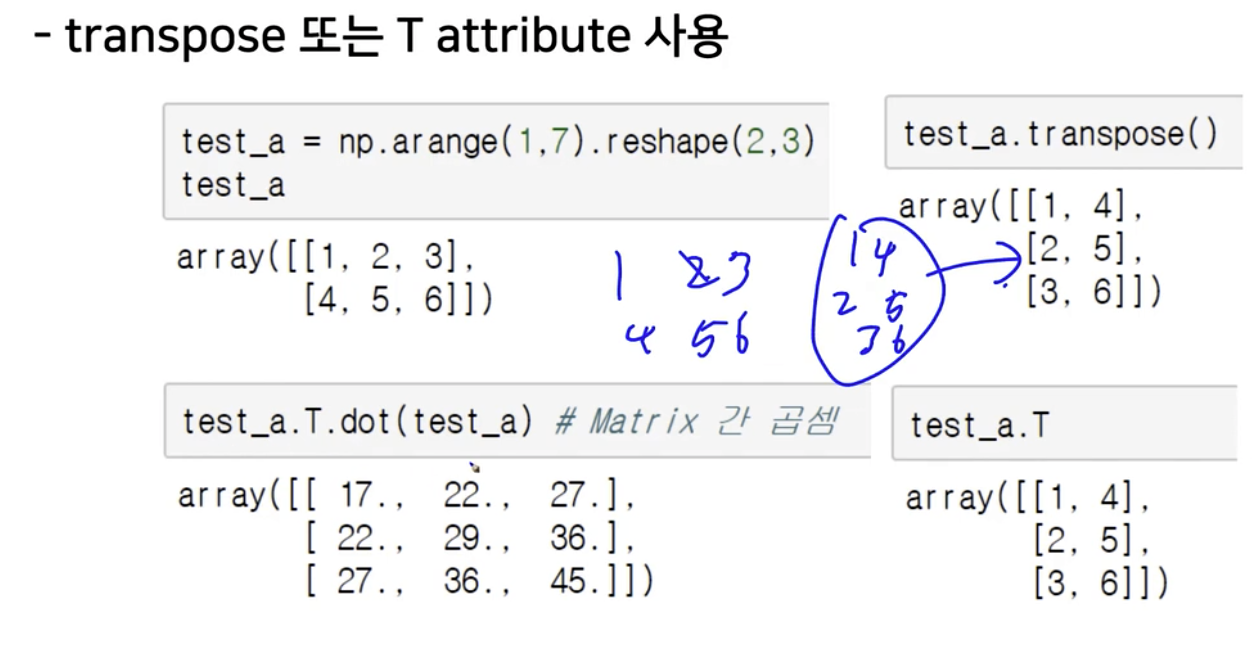 - transpose 또는 T attribute 사용
test_a = np.arange(1,7).reshape(2,3)
test_a
array([[1, 2, 3],
[4, 5, 6]])
1 2 3
4 5 6
1 4
2 5
3 6
test_a.transpose()
array([[1, 4],
[2, 5],
[3, 6]])
test_a.T.dot(test_a) # Matrix 간 곱셈
array([[ 17., 22., 27.],
[ 22., 29., 36.],
[ 27., 36., 45.]])
test_a.T
array([[1, 4],
[2, 5],
[3, 6]])